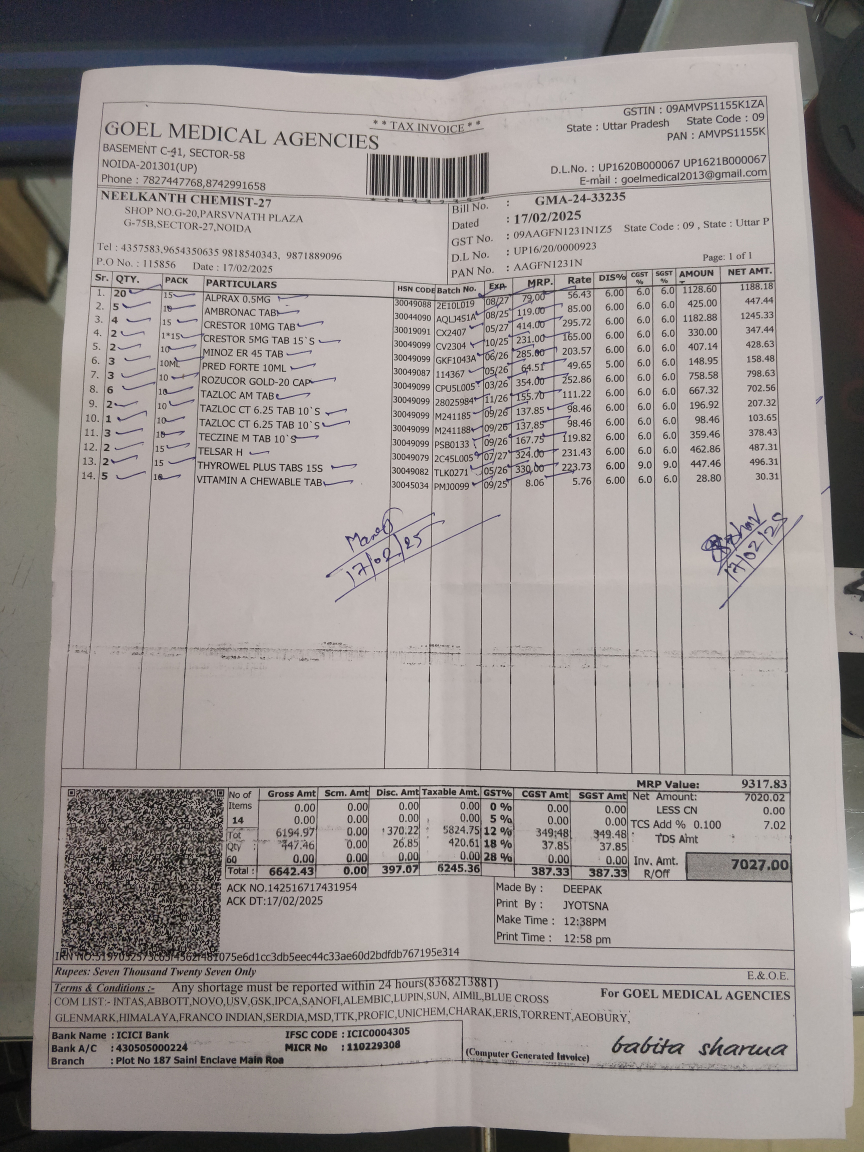 ** TAX INVOICE **
GOEL MEDICAL AGENCIES
BASEMENT C-41, SECTOR-58
NOIDA-201301(UP)
Phone : 7827447768,8742991658
GSTIN : 09AMVPS1155K1ZA
State : Uttar Pradesh State Code : 09
PAN : AMVPS1155K
D.L.No. : UP1620B000067 UP1621B000067
E-mail : goelmedical2013@gmail.com
NEELKANTH CHEMIST-27
SHOP NO.G-20,PARSVNATH PLAZA
G-75B,SECTOR-27,NOIDA
Tel : 4357583,9654350635 9818540343, 9871889096
P.O No. : 115856 Date : 17/02/2025
Bill No. : GMA-24-33235
Dated : 17/02/2025
GST No. : 09AAGFN1231N1Z5 State Code : 09 , State : Uttar P
D.L No. : UP16/20/0000923
PAN No. : AAGFN1231N
Page: 1 of 1
Sr. QTY. PACK PARTICULARS HSN CODE Batch No. Exp. MRP. Rate DIS% CGST % SGST % AMOUN NET AMT.
1. 20 15 ALPRAX 0.5MG 30049088 2E10L019 08/27 79.00 56.43 6.00 6.0 6.0 1128.60 1188.18
2. 5 10 AMBRONAC TAB 30044090 AQLJ451A 08/25 119.00 85.00 6.00 6.0 6.0 425.00 447.44
3. 4 15 CRESTOR 10MG TAB 30019091 CX2407 05/27 414.00 295.72 6.00 6.0 6.0 1182.88 1245.33
4. 2 1*15 CRESTOR 5MG TAB 15`S 30049099 CV2304 10/25 231.00 165.00 6.00 6.0 6.0 330.00 347.44
5. 2 10 MINOZ ER 45 TAB 30049099 GKF1043A 06/26 285.00 203.57 6.00 6.0 6.0 407.14 428.63
6. 3 10ML PRED FORTE 10ML 30049087 114367 05/26 64.51 49.65 5.00 6.0 6.0 148.95 158.48
7. 3 10 ROZUCOR GOLD-20 CAP 30049099 CPU5L005 03/26 354.00 252.86 6.00 6.0 6.0 758.58 798.63
8. 6 10 TAZLOC AM TAB 30049099 28025984 11/26 155.70 111.22 6.00 6.0 6.0 667.32 702.56
9. 2 10 TAZLOC CT 6.25 TAB 10`S 30049099 M241185 09/26 137.85 98.46 6.00 6.0 6.0 196.92 207.32
10. 1 10 TAZLOC CT 6.25 TAB 10`S 30049099 M241188 09/26 137.85 98.46 6.00 6.0 6.0 98.46 103.65
11. 3 10 TECZINE M TAB 10`S 30049099 PSB0133 09/26 167.75 119.82 6.00 6.0 6.0 359.46 378.43
12. 2 15 TELSAR H 30049079 2C45L005 07/27 324.00 231.43 6.00 6.0 6.0 462.86 487.31
13. 2 15 THYROWEL PLUS TABS 15S 30049082 TLK0271 05/26 330.00 223.73 6.00 9.0 9.0 447.46 496.31
14. 5 10 VITAMIN A CHEWABLE TAB 30045034 PMJ0099 09/25 8.06 5.76 6.00 6.0 6.0 28.80 30.31
17/02/25
17/02/25
No of Items 14 Tot Qty : 60
Gross Amt Scm. Amt Disc. Amt Taxable Amt. GST% CGST Amt SGST Amt
0.00 0.00 0.00 0.00 0 % 0.00 0.00
0.00 0.00 0.00 0.00 5 % 0.00 0.00
6194.97 0.00 370.22 5824.75 12 % 349.48 349.48
447.46 0.00 26.85 420.61 18 % 37.85 37.85
0.00 0.00 0.00 0.00 28 % 0.00 0.00
Total : 6642.43 0.00 397.07 6245.36 387.33 387.33
MRP Value: 9317.83
Net Amount: 7020.02
LESS CN 0.00
TCS Add % 0.100 7.02
TDS Amt
Inv. Amt. R/Off 7027.00
ACK NO.142516717431954
ACK DT:17/02/2025
Made By : DEEPAK
Print By : JYOTSNA
Make Time : 12:38PM
Print Time : 12:58 pm
Rupees: Seven Thousand Twenty Seven Only
E.& O.E.
Terms & Conditions :- Any shortage must be reported within 24 hours(8368213881)
COM LIST:- INTAS,ABBOTT,NOVO,USV,GSK,IPCA,SANOFI,ALEMBIC,LUPIN,SUN, AIMIL,BLUE CROSS
GLENMARK,HIMALAYA,FRANCO INDIAN,SERDIA,MSD,TTK,PROFIC,UNICHEM,CHARAK,ERIS,TORRENT,AEOBURY,
For GOEL MEDICAL AGENCIES
Bank Name : ICICI Bank IFSC CODE : ICIC0004305
Bank A/C : 430505000224 MICR No : 110229308
Branch : Plot No 187 Sainl Enclave Main Roa
(Computer Generated Invoice)
babita sharma